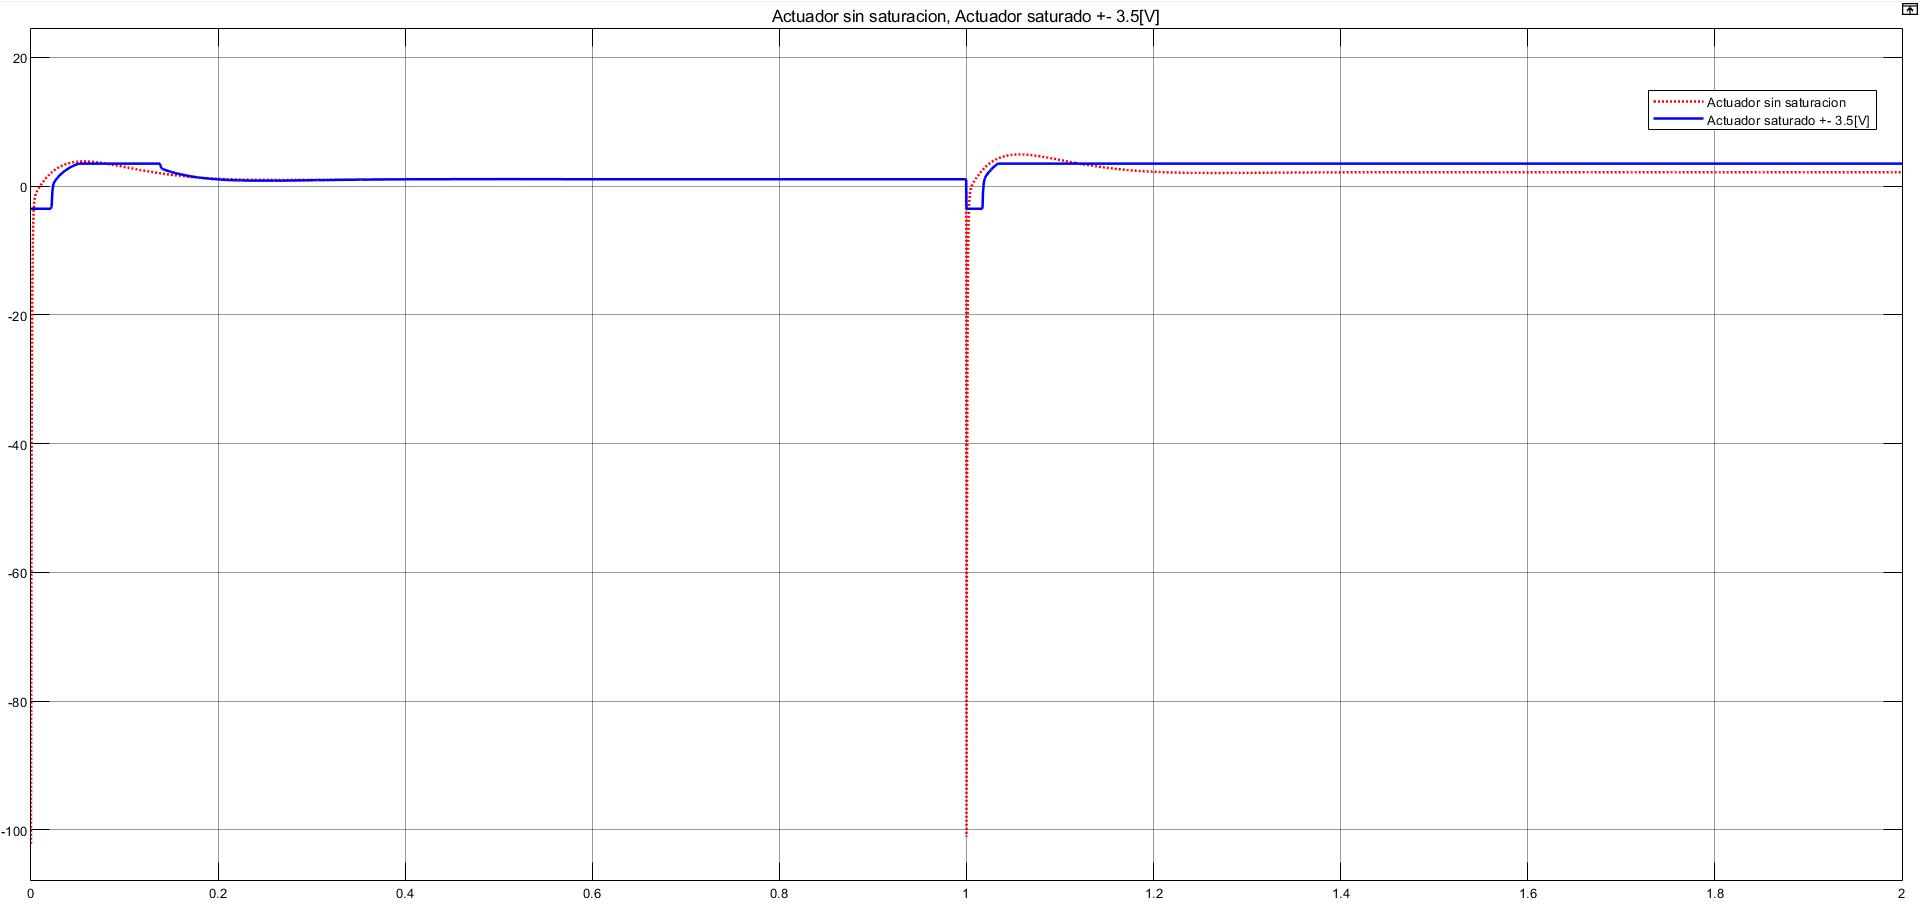 Actuador sin saturacion, Actuador saturado +- 3.5[V]
20
Actuador sin saturacion
Actuador saturado +- 3.5[V]
0
-20
-40
-60
-80
-100
0 0.2 0.4 0.6 0.8 1 1.2 1.4 1.6 1.8 2